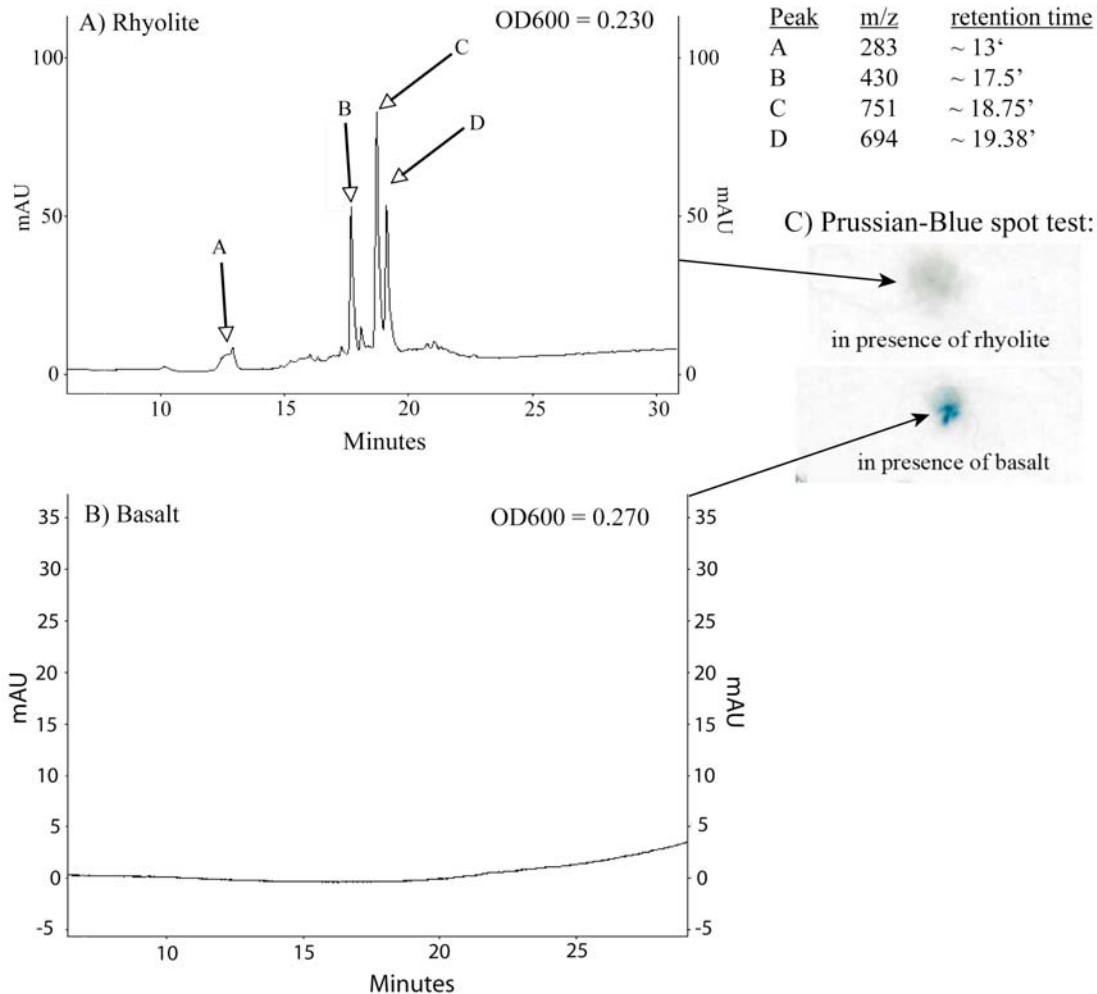 A) Rhyolite
OD600 = 0.230
100
50
0
mAU
100
50
0
mAU
A
B
C
D
10
15
20
25
30
Minutes
Peak m/z retention time
A 283 ~ 13‘
B 430 ~ 17.5’
C 751 ~ 18.75’
D 694 ~ 19.38’
C) Prussian-Blue spot test:
in presence of rhyolite
in presence of basalt
B) Basalt
OD600 = 0.270
35
30
25
20
15
10
5
0
-5
mAU
35
30
25
20
15
10
5
0
-5
mAU
10
15
20
25
Minutes